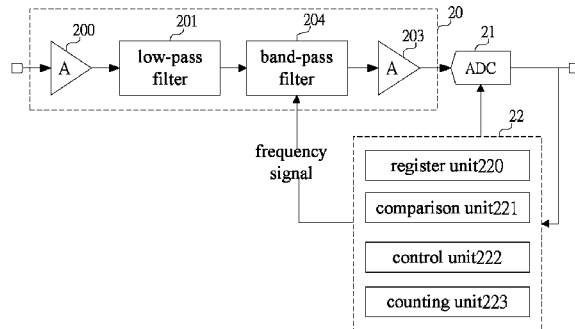 200
201
204
20
203
21
A
low-pass
filter
band-pass
filter
A
ADC
22
frequency
signal
register unit220
comparison unit221
control unit222
counting unit223